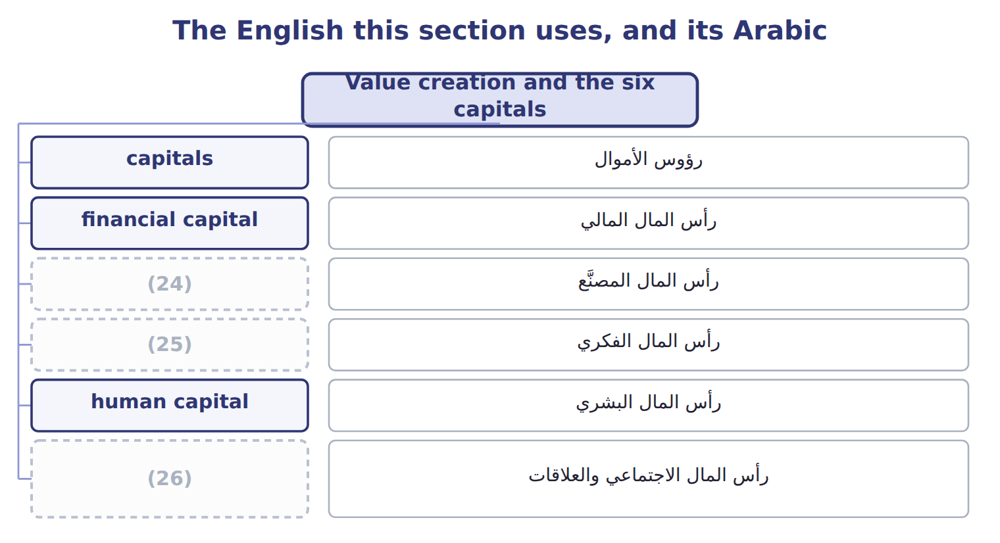 The English this section uses, and its Arabic
Value creation and the six
capitals
capitals
رؤوس الأموال
financial capital
رأس المال المالي
(24)
رأس المال المصنَّع
(25)
رأس المال الفكري
human capital
رأس المال البشري
(26)
رأس المال الاجتماعي والعلاقات